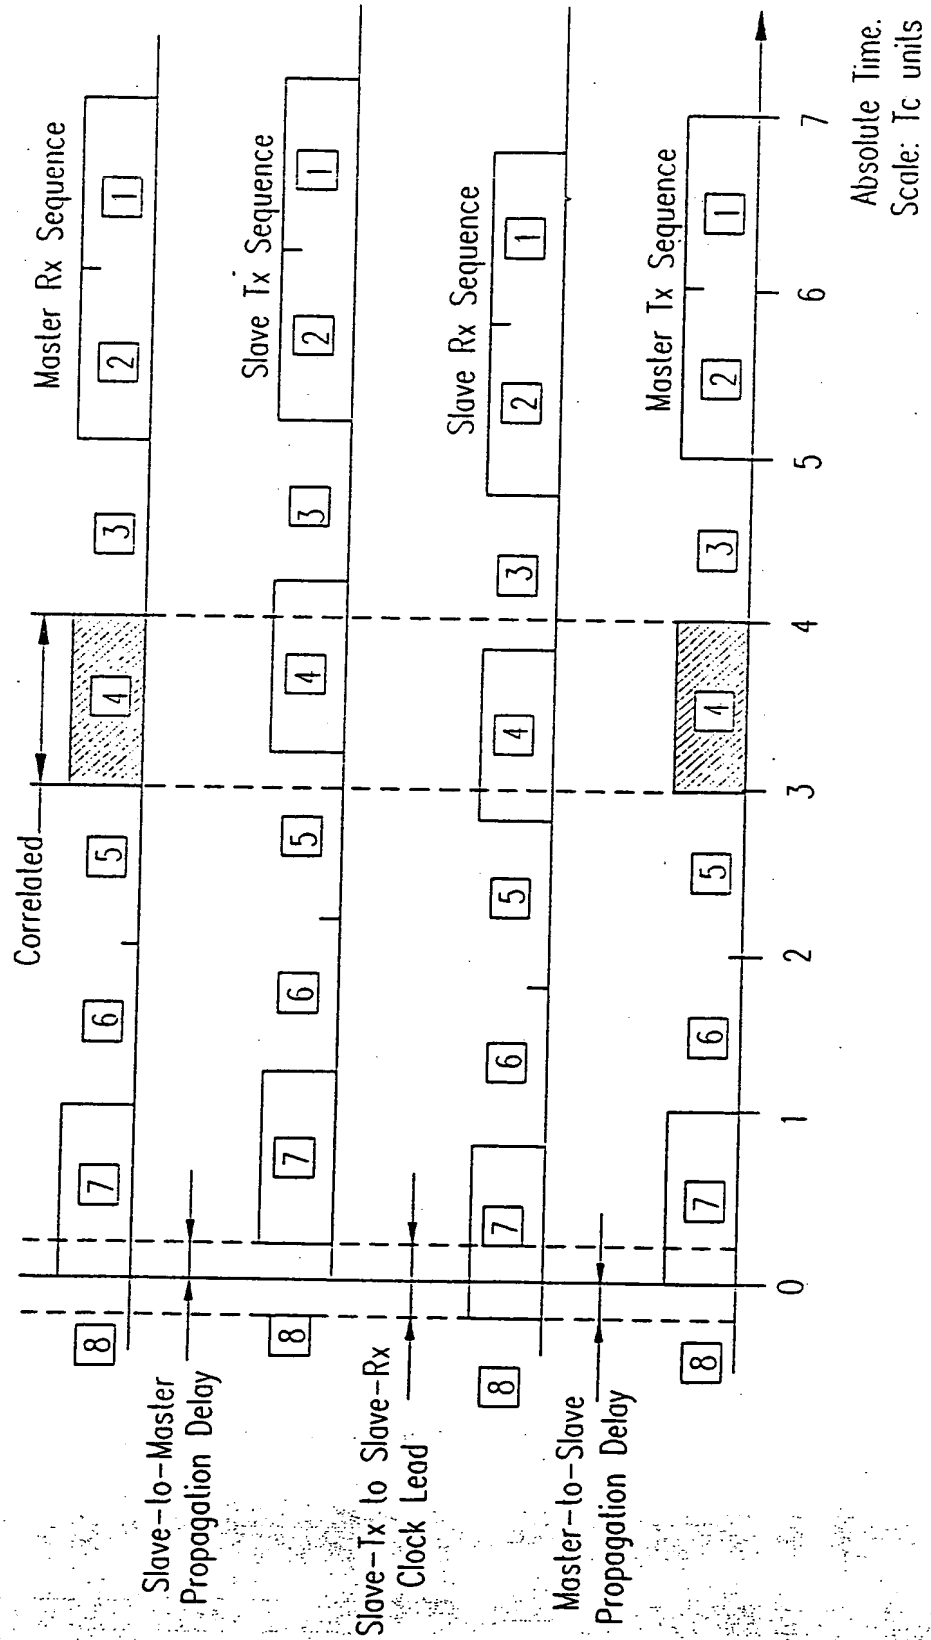 Correlated
Master Rx Sequence
8 7 6 5 4 3 2 1
Slave-to-Master
Propagation Delay
Slave Tx Sequence
8 7 6 5 4 3 2 1
Slave-Tx to Slave-Rx
Clock Lead
Slave Rx Sequence
8 7 6 5 4 3 2 1
Master-to-Slave
Propagation Delay
Master Tx Sequence
8 7 6 5 4 3 2 1
0 1 2 3 4 5 6 7
Absolute Time.
Scale: Tc units